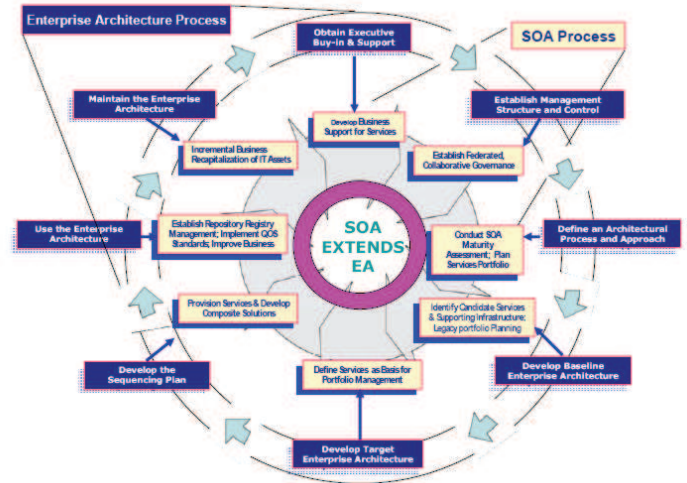 Enterprise Architecture Process
Obtain Executive
Buy-in & Support
SOA Process
Maintain the Enterprise
Architecture
Establish Management
Structure and Control
Develop Business
Support for Services
Incremental Business
Recapitalization of IT Assets
Establish Federated,
Collaborative Governance
Use the Enterprise
Architecture
Establish Repository Registry
Management; Implement QOS
Standards; Improve Business
SOA
EXTENDS
EA
Conduct SOA
Maturity
Assessment; Plan
Services Portfolio
Define an Architectural
Process and Approach
Provision Services & Develop
Composite Solutions
Identify Candidate Services
& Supporting Infrastructure;
Legacy portfolio Planning
Develop the
Sequencing Plan
Define Services as Basis for
Portfolio Management
Develop Baseline
Enterprise Architecture
Develop Target
Enterprise Architecture